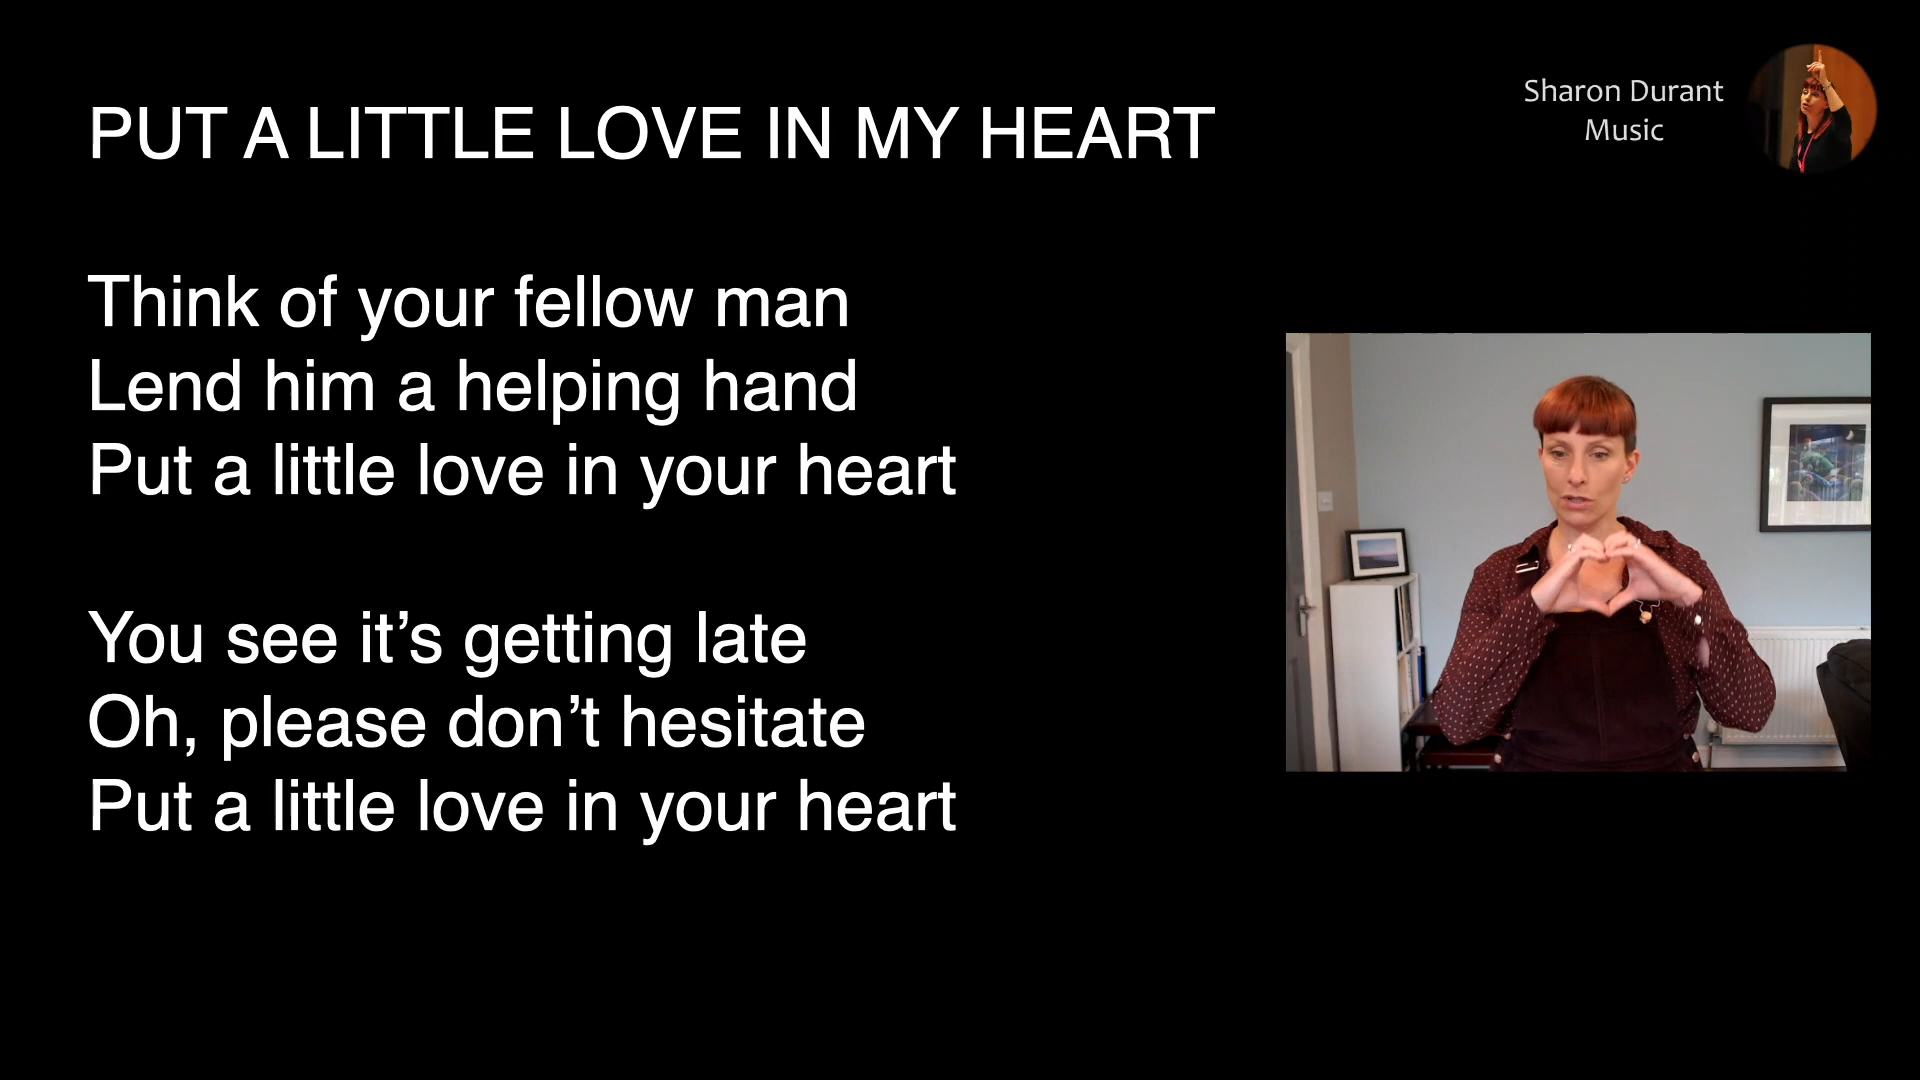 PUT A LITTLE LOVE IN MY HEART
Sharon Durant
Music
Think of your fellow man
Lend him a helping hand
Put a little love in your heart
You see it’s getting late
Oh, please don’t hesitate
Put a little love in your heart